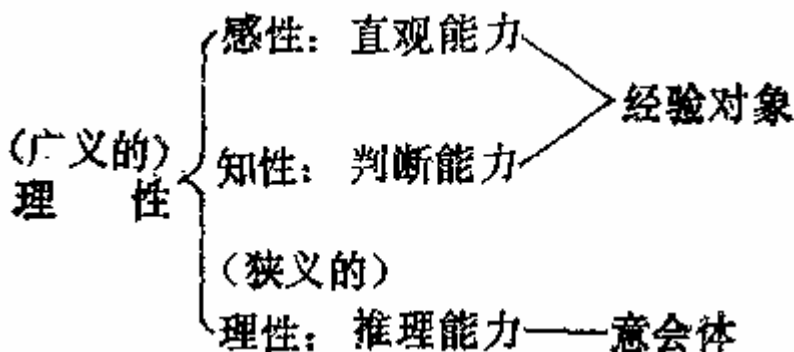 感性：直观能力
经验对象
(广义的)
知性：判断能力
理 性
（狭义的）
理性：推理能力——意会体